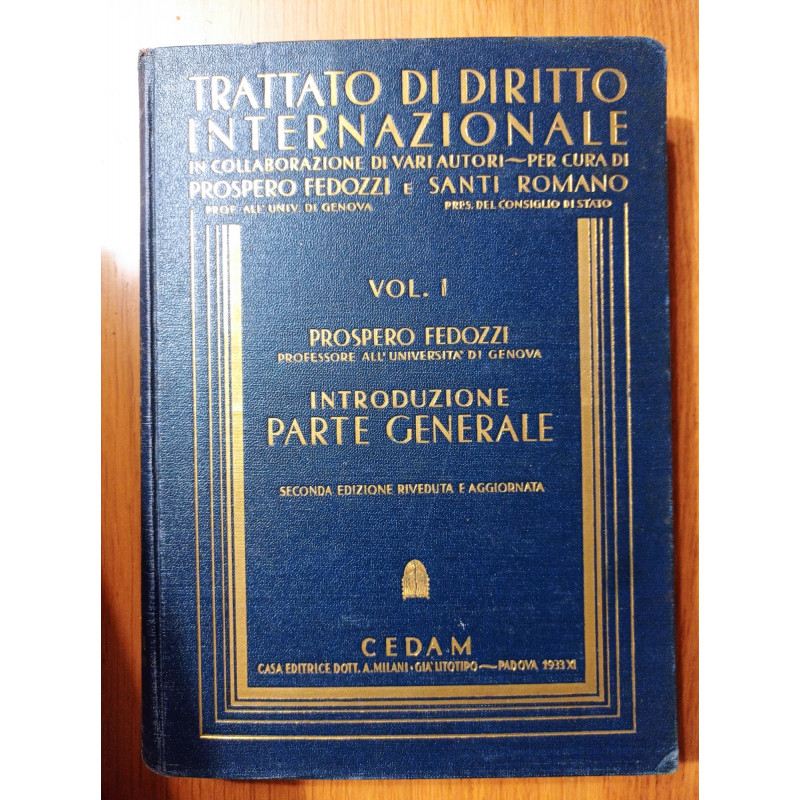 TRATTATO DI DIRITTO
INTERNAZIONALE
IN COLLABORAZIONE DI VARI AUTORI — PER CURA DI
PROSPERO FEDOZZI E SANTI ROMANO
PROF. ALL' UNIV. DI GENOVA PRES. DEL CONSIGLIO DI STATO
VOL. I
PROSPERO FEDOZZI
PROFESSORE ALL' UNIVERSITA' DI GENOVA
INTRODUZIONE
PARTE GENERALE
SECONDA EDIZIONE RIVEDUTA E AGGIORNATA
CEDAM
CASA EDITRICE DOTT. A. MILANI · GIA' LITOTIPO — PADOVA 1933 XI